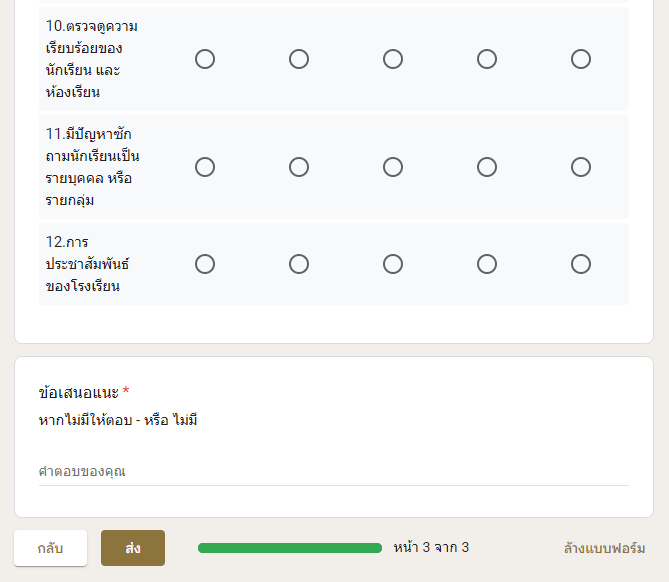 10.ตรวจดูความ
เรียบร้อยของ
นักเรียน และ
ห้องเรียน
11.มีปัญหาซัก
ถามนักเรียนเป็น
รายบุคคล หรือ
รายกลุ่ม
12.การ
ประชาสัมพันธ์
ของโรงเรียน
ข้อเสนอแนะ *
หากไม่มีให้ตอบ - หรือ ไม่มี
คำตอบของคุณ
กลับ
ส่ง
หน้า 3 จาก 3
ล้างแบบฟอร์ม